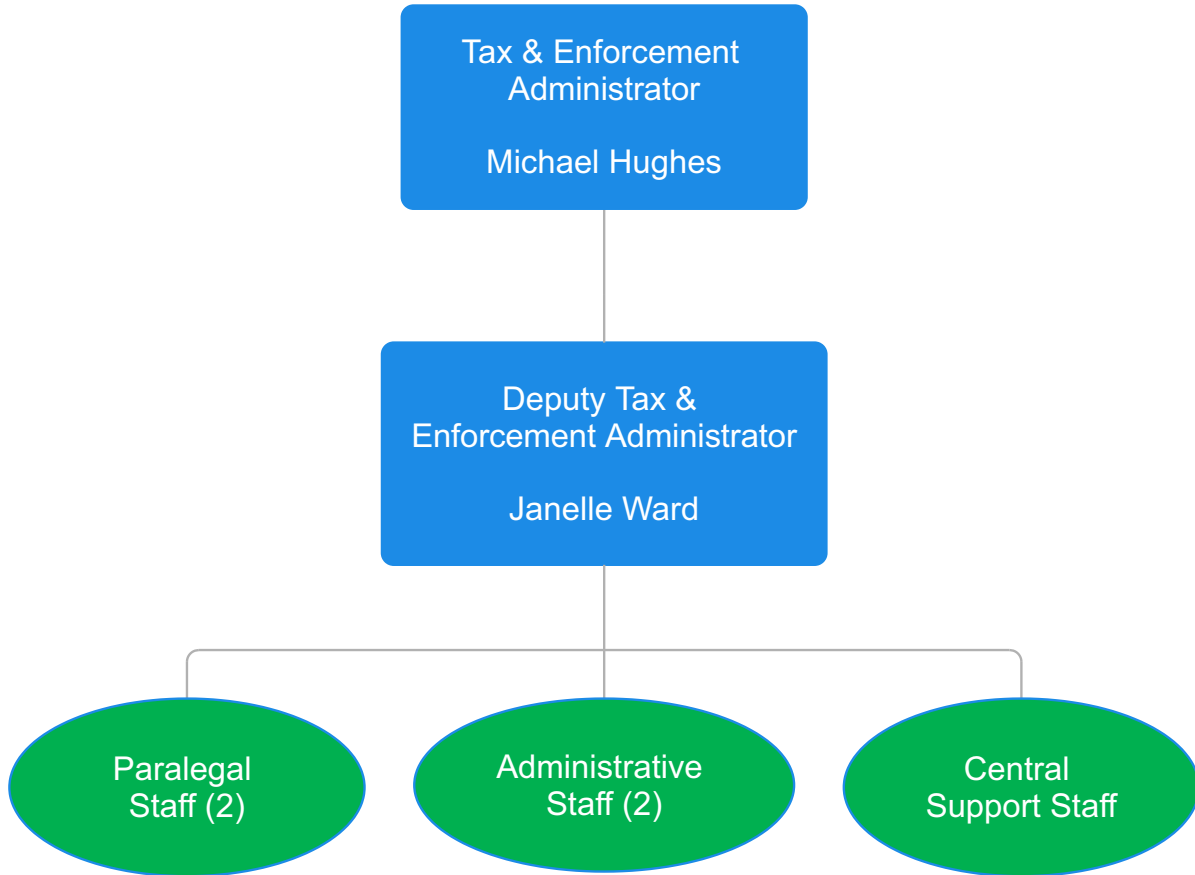 Tax & Enforcement
Administrator
Michael Hughes
Deputy Tax &
Enforcement Administrator
Janelle Ward
Paralegal
Staff (2)
Administrative
Staff (2)
Central
Support Staff